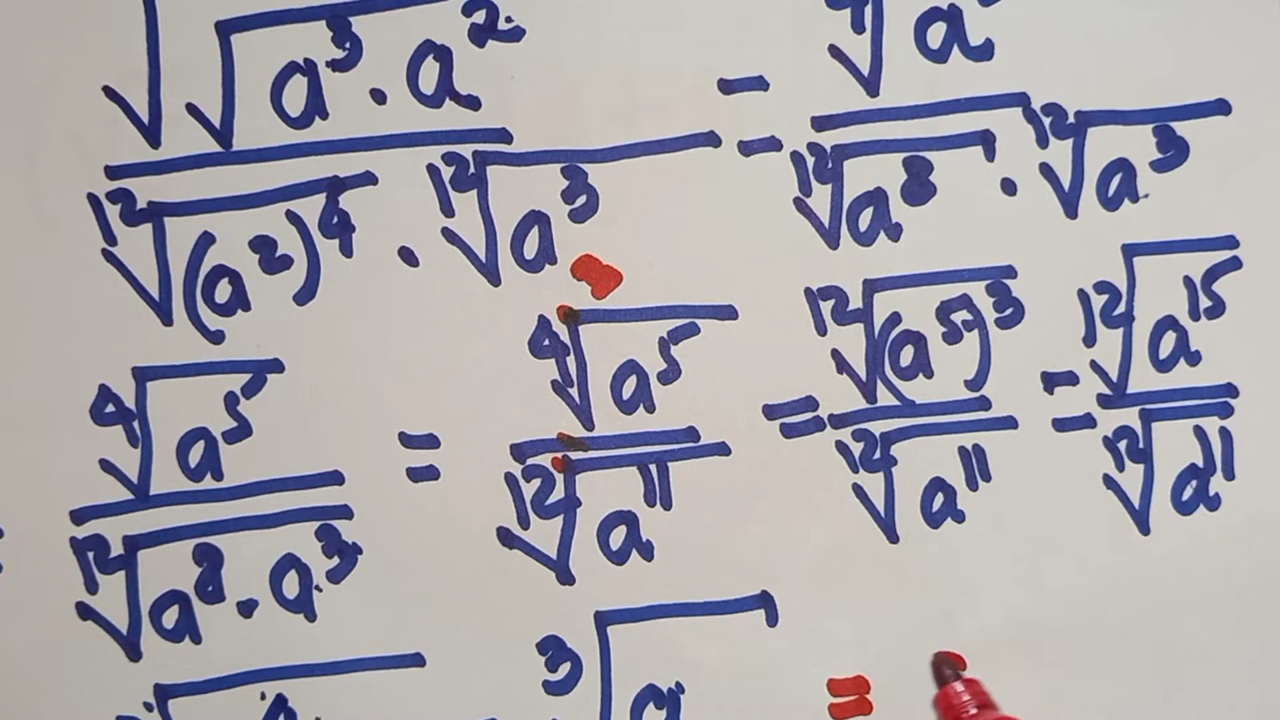 √√(a³·a²) / (¹²√(a²)⁴ · ¹²√a³) = ⁴√a / (¹²√a⁸ · ¹²√a³)
⁴√a⁵ / ¹²√(a⁸·a³) = ⁴√a⁵ / ¹²√a¹¹ = ¹²√(a⁵)³ / ¹²√a¹¹ = ¹²√a¹⁵ / ¹²√a¹¹
³√a =